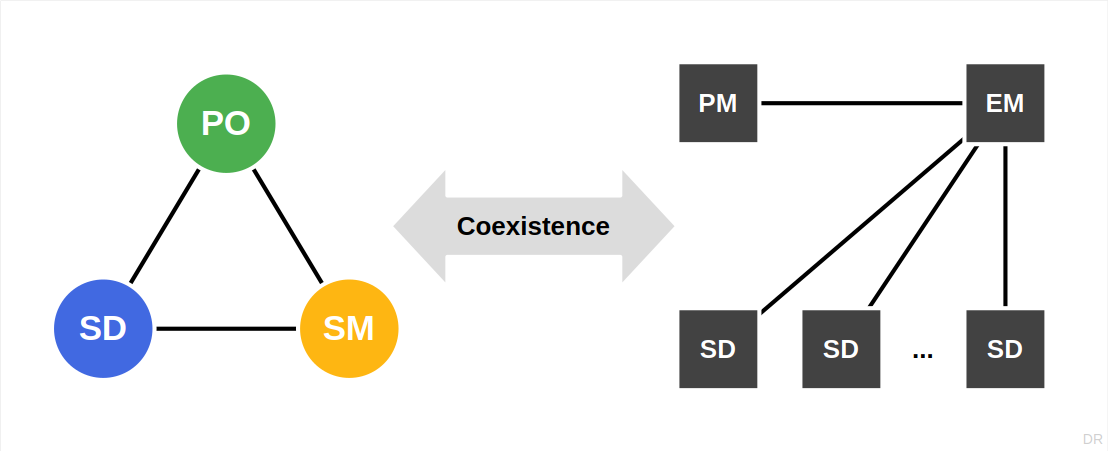 PO
SD
SM
Coexistence
PM
EM
SD
SD
...
SD
DR